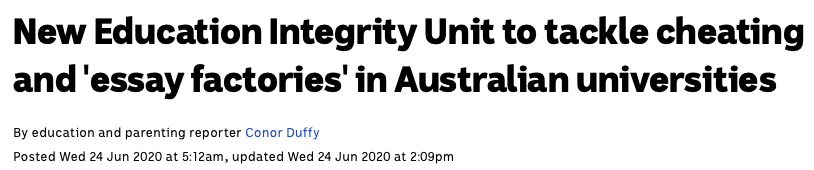 New Education Integrity Unit to tackle cheating
and 'essay factories' in Australian universities
By education and parenting reporter Conor Duffy
Posted Wed 24 Jun 2020 at 5:12am, updated Wed 24 Jun 2020 at 2:09pm